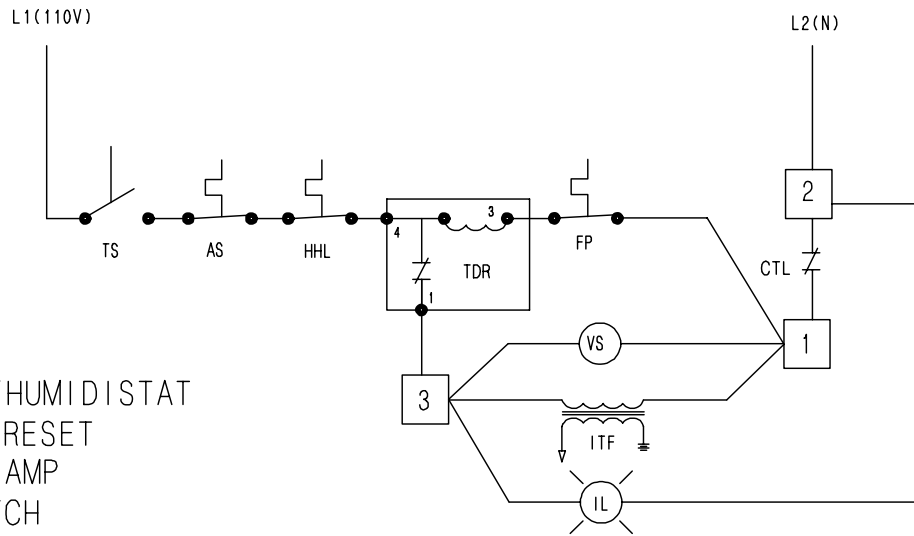 L1(110V)
L2(N)
2
4
3
TS
AS
HHL
FP
TDR
CTL
1
1
VS
3
HUMIDISTAT
RESET
ITF
AMP
IL
TCH